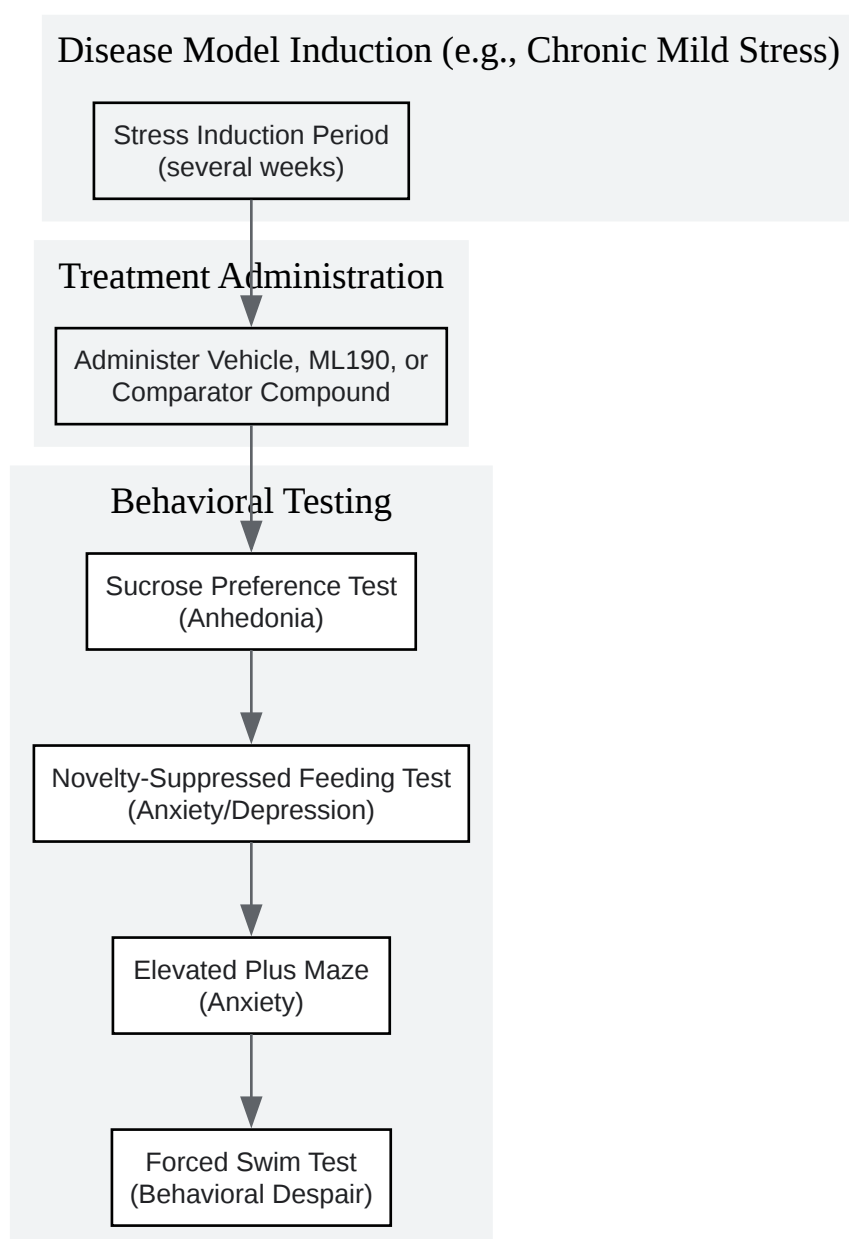 Disease Model Induction (e.g., Chronic Mild Stress)
Stress Induction Period
(several weeks)
Treatment Administration
Administer Vehicle, ML190, or
Comparator Compound
Behavioral Testing
Sucrose Preference Test
(Anhedonia)
Novelty-Suppressed Feeding Test
(Anxiety/Depression)
Elevated Plus Maze
(Anxiety)
Forced Swim Test
(Behavioral Despair)